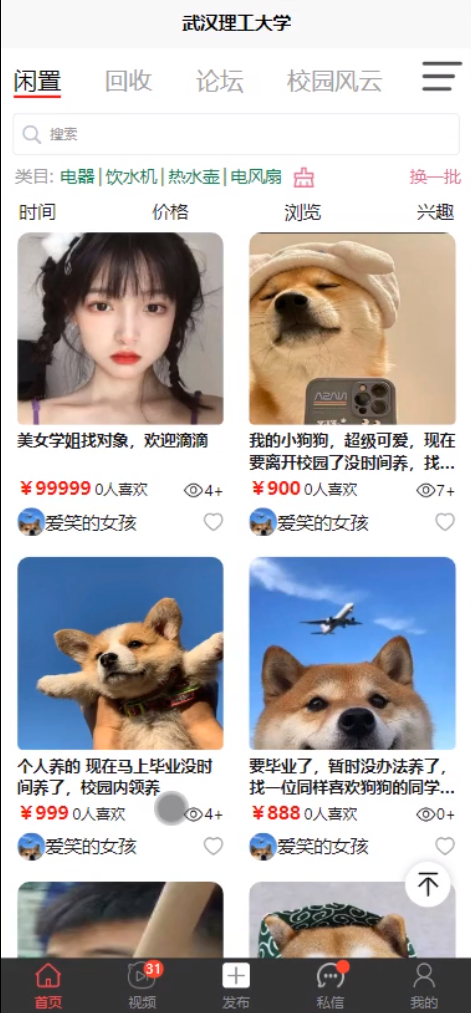 武汉理工大学
闲置 回收 论坛 校园风云
搜索
类目: 电器|饮水机|热水壶|电风扇 换一批
时间 价格 浏览 兴趣
美女学姐找对象，欢迎滴滴
￥99999 0人喜欢 4+
爱笑的女孩
我的小狗狗，超级可爱，现在
要离开校园了没时间养，找...
￥900 0人喜欢 7+
爱笑的女孩
个人养的 现在马上毕业没时
间养了，校园内领养
￥999 0人喜欢 4+
爱笑的女孩
要毕业了，暂时没办法养了，
找一位同样喜欢狗狗的同学...
￥888 0人喜欢 0+
爱笑的女孩
31
首页 视频 发布 私信 我的